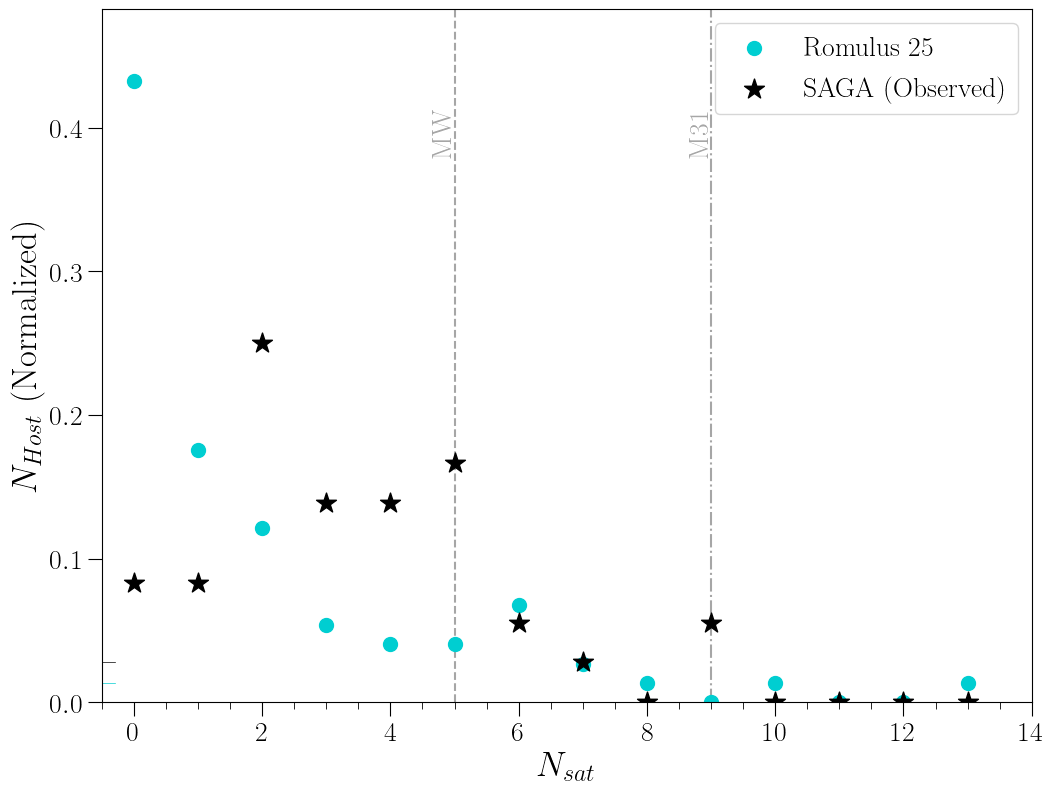 Romulus 25
SAGA (Observed)
MW
M31
0.4
0.3
0.2
0.1
0.0
N_{Host} (Normalized)
0 2 4 6 8 10 12 14
N_{sat}